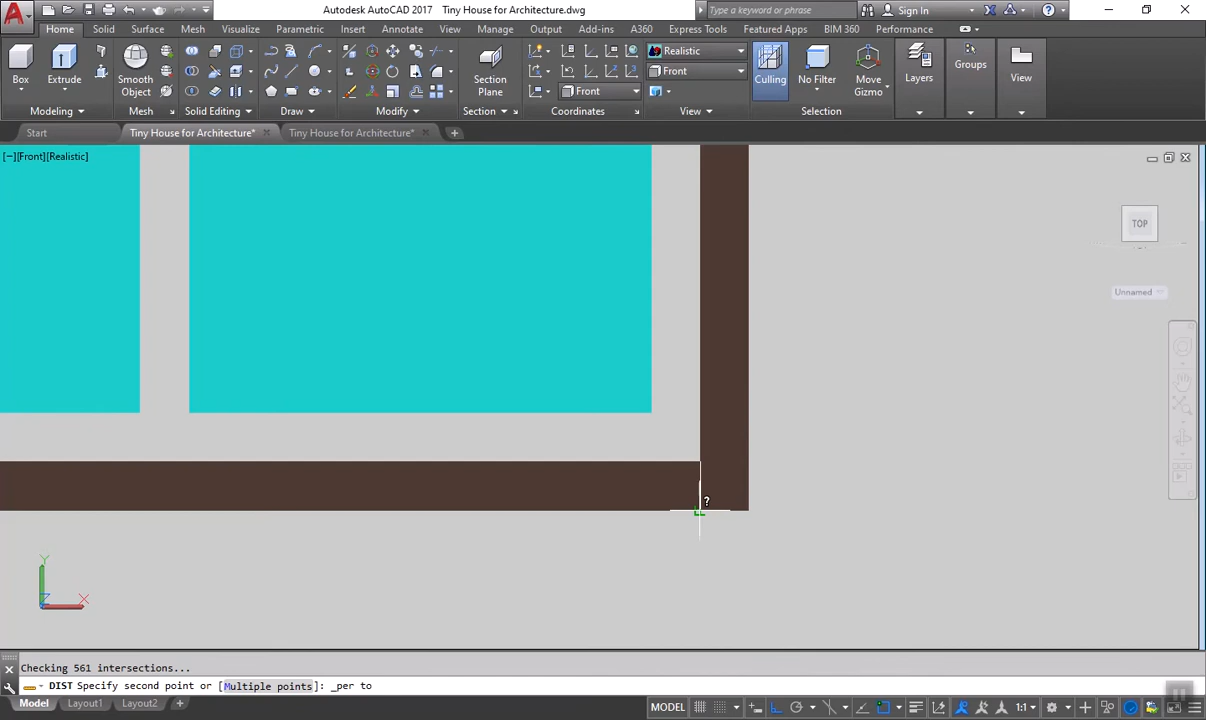 Autodesk AutoCAD 2017 Tiny House for Architecture.dwg
Type a keyword or phrase
Sign In
Home Solid Surface Mesh Visualize Parametric Insert Annotate View Manage Output Add-ins A360 Express Tools Featured Apps BIM 360 Performance
Box
Extrude
Smooth Object
Section Plane
Realistic
Front
Front
Culling
No Filter
Move Gizmo
Layers
Groups
View
Modeling Mesh Solid Editing Draw Modify Section Coordinates View Selection
Start Tiny House for Architecture* Tiny House for Architecture*
[−][Front][Realistic]
TOP
Unnamed
?
Y
Z
X
Checking 561 intersections...
DIST Specify second point or [Multiple points]: _per to
Model Layout1 Layout2
MODEL
1:1